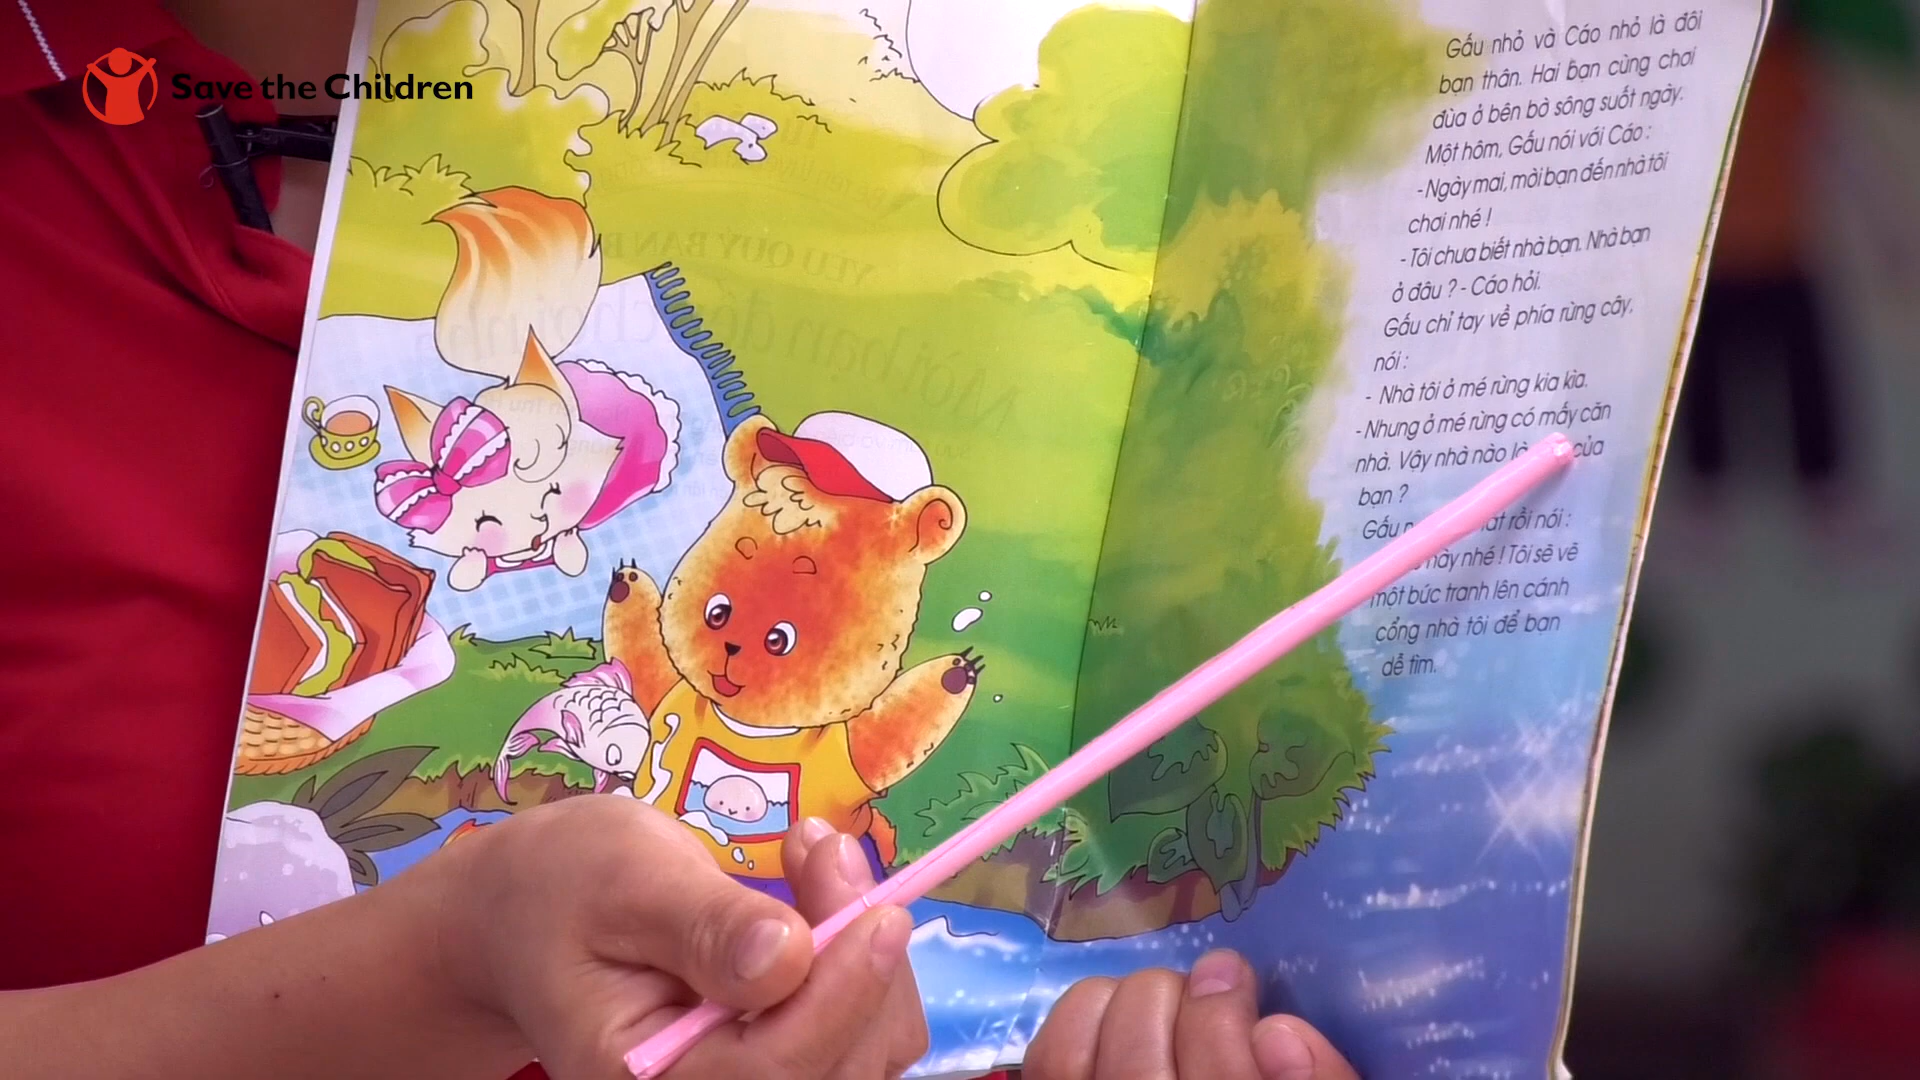 Save the Children
Gấu nhỏ và Cáo nhỏ là đôi
bạn thân. Hai bạn cùng chơi
đùa ở bên bờ sông suốt ngày.
Một hôm, Gấu nói với Cáo :
- Ngày mai, mời bạn đến nhà tôi
chơi nhé !
- Tôi chưa biết nhà bạn. Nhà bạn
ở đâu ? - Cáo hỏi.
Gấu chỉ tay về phía rừng cây,
nói :
- Nhà tôi ở mé rừng kia kìa.
- Nhưng ở mé rừng có mấy căn
nhà. Vậy nhà nào là của
bạn ?
Gấu rồi nói :
này nhé ! Tôi sẽ vẽ
một bức tranh lên cánh
cổng nhà tôi để bạn
dễ tìm.